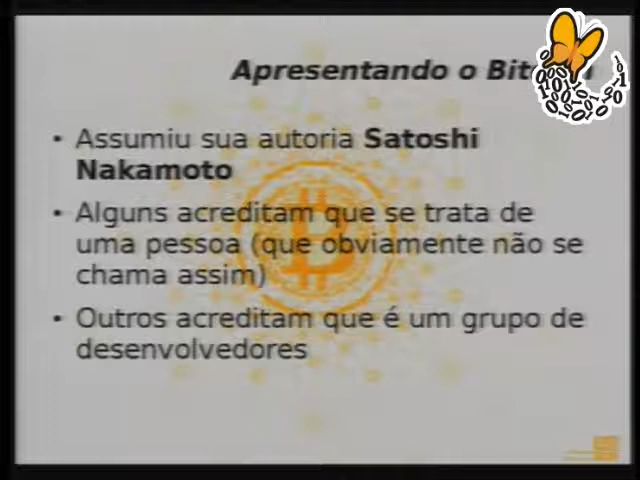 Apresentando o
• Assumiu sua autoria Satoshi
Nakamoto
• Alguns acreditam que se trata de
uma pessoa (que obviamente não se
chama assim)
• Outros acreditam que é um grupo de
desenvolvedores